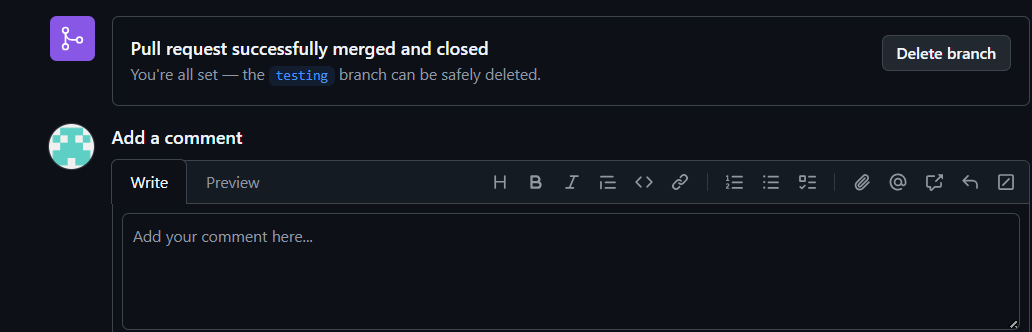 Pull request successfully merged and closed
You're all set — the testing branch can be safely deleted.
Delete branch
Add a comment
Write
Preview
Add your comment here...